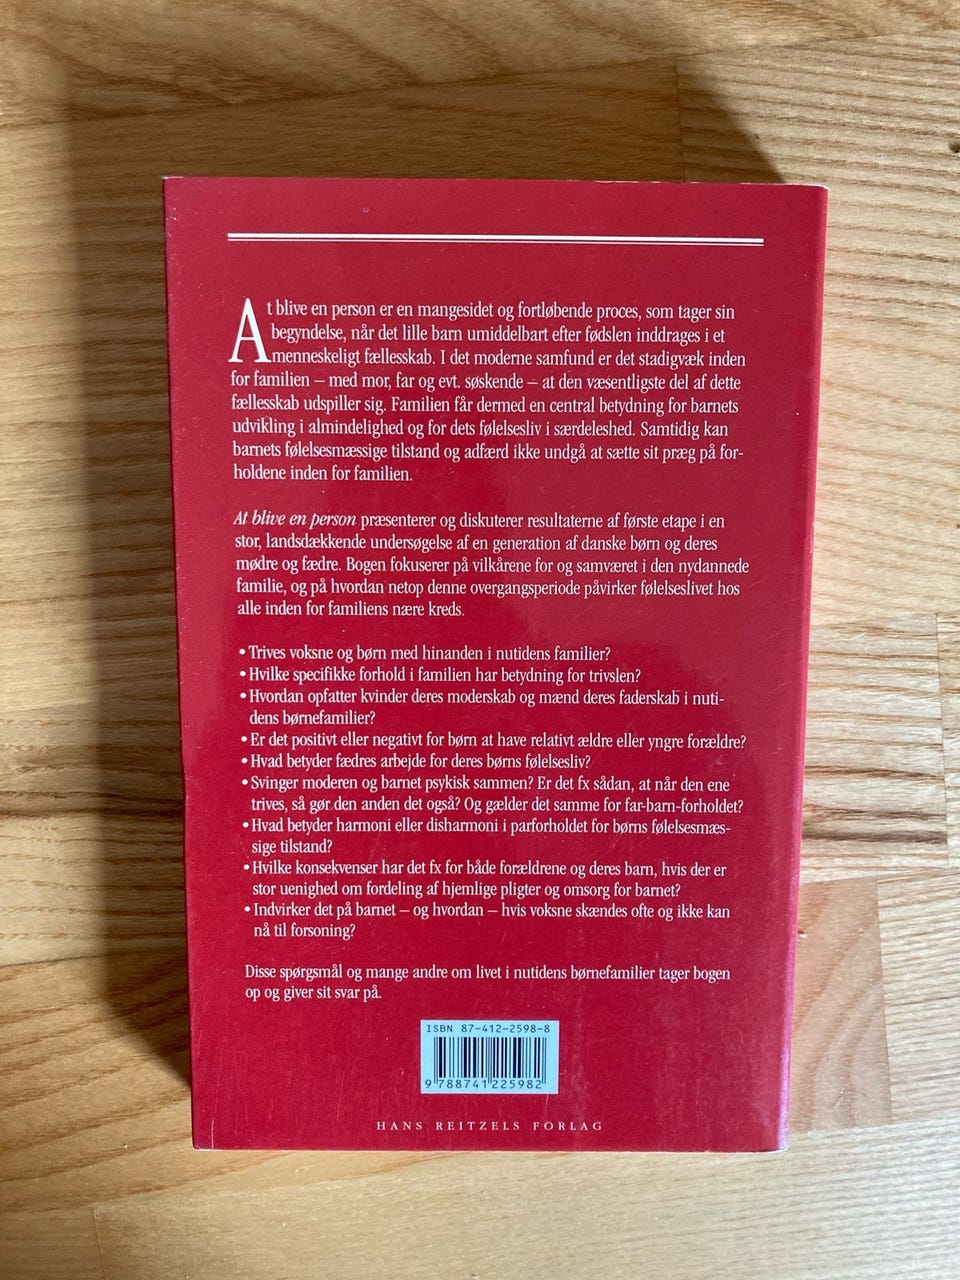 At blive en person er en mangesidet og fortløbende proces, som tager sin
begyndelse, når det lille barn umiddelbart efter fødslen inddrages i et
menneskeligt fællesskab. I det moderne samfund er det stadigvæk inden
for familien – med mor, far og evt. søskende – at den væsentligste del af dette
fællesskab udspiller sig. Familien får dermed en central betydning for barnets
udvikling i almindelighed og for dets følelsesliv i særdeleshed. Samtidig kan
barnets følelsesmæssige tilstand og adfærd ikke undgå at sætte sit præg på for-
holdene inden for familien.
At blive en person præsenterer og diskuterer resultaterne af første etape i en
stor, landsdækkende undersøgelse af en generation af danske børn og deres
mødre og fædre. Bogen fokuserer på vilkårene for og samværet i den nydannede
familie, og på hvordan netop denne overgangsperiode påvirker følelseslivet hos
alle inden for familiens nære kreds.
• Trives voksne og børn med hinanden i nutidens familier?
• Hvilke specifikke forhold i familien har betydning for trivslen?
• Hvordan opfatter kvinder deres moderskab og mænd deres faderskab i nuti-
dens børnefamilier?
• Er det positivt eller negativt for børn at have relativt ældre eller yngre forældre?
• Hvad betyder fædres arbejde for deres børns følelsesliv?
• Svinger moderen og barnet psykisk sammen? Er det fx sådan, at når den ene
trives, så gør den anden det også? Og gælder det samme for far-barn-forholdet?
• Hvad betyder harmoni eller disharmoni i parforholdet for børns følelsesmæs-
sige tilstand?
• Hvilke konsekvenser har det fx for både forældrene og deres barn, hvis der er
stor uenighed om fordeling af hjemlige pligter og omsorg for barnet?
• Indvirker det på barnet – og hvordan – hvis voksne skændes ofte og ikke kan
nå til forsoning?
Disse spørgsmål og mange andre om livet i nutidens børnefamilier tager bogen
op og giver sit svar på.
ISBN 87-412-2598-8
9 788741 225982
HANS REITZELS FORLAG